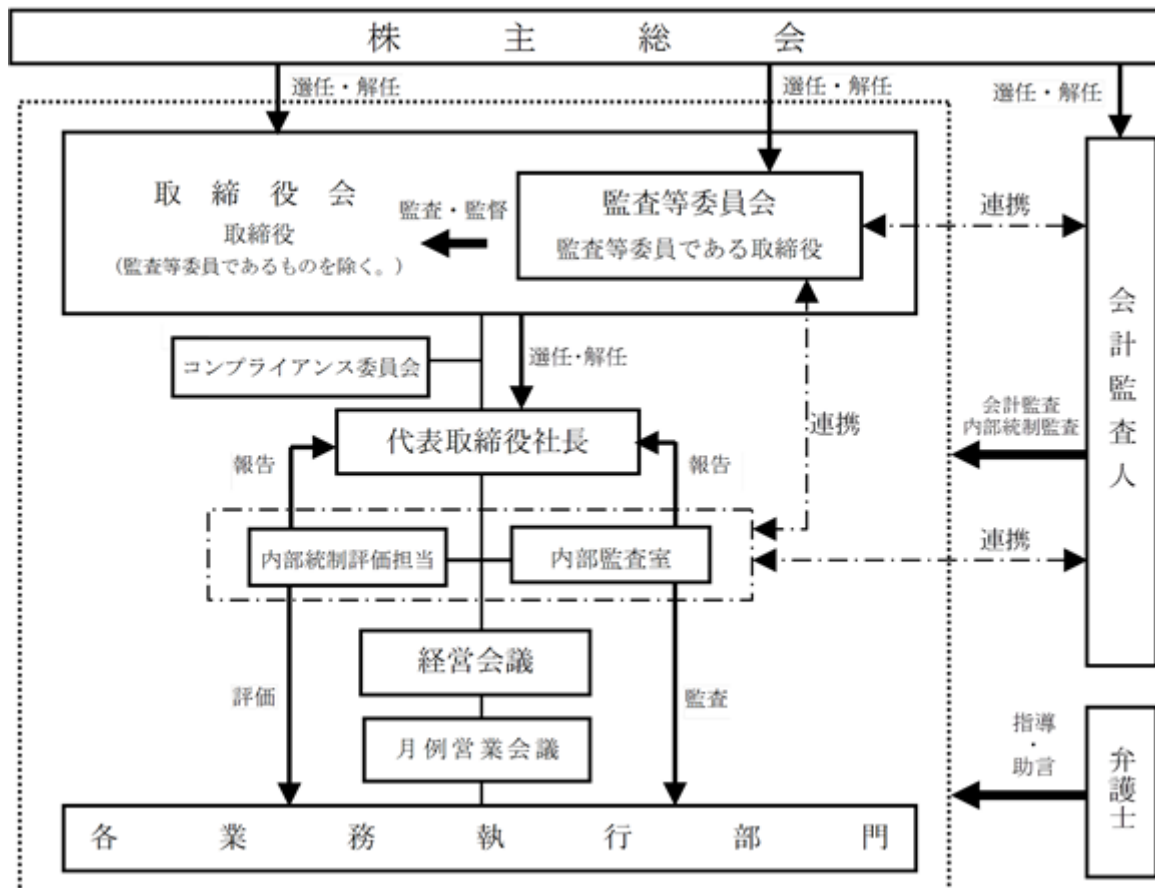 株主総会
選任・解任
選任・解任
選任・解任
取締役会
取締役
(監査等委員であるものを除く。)
監査・監督
監査等委員会
監査等委員である取締役
連携
会計監査人
コンプライアンス委員会
選任・解任
代表取締役社長
連携
会計監査
内部統制監査
報告
報告
内部統制評価担当
内部監査室
連携
経営会議
評価
監査
月例営業会議
指導
・
助言
弁護士
各業務執行部門